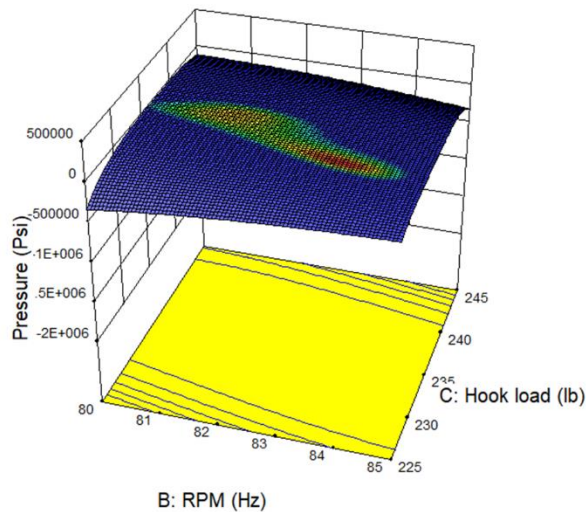 500000
0
-500000
-.1E+006
.5E+006
-2E+006
Pressure (Psi)
80
81
82
83
84
85
225
230
235
240
245
C: Hook load (lb)
B: RPM (Hz)